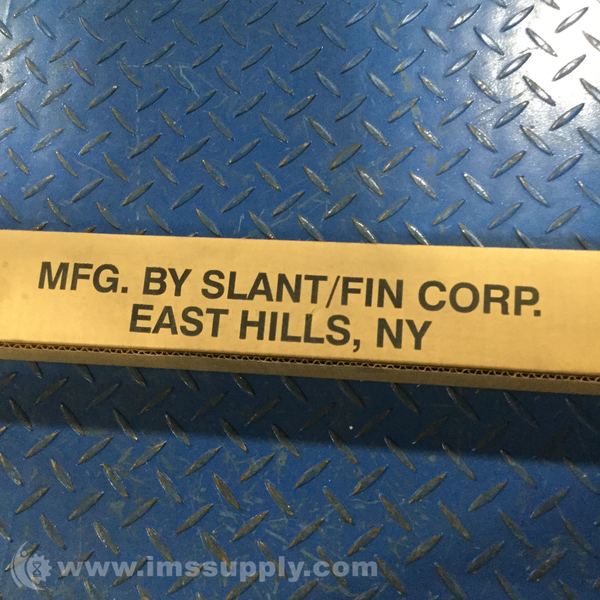 MFG. BY SLANT/FIN CORP.
EAST HILLS, NY
www.imssupply.com